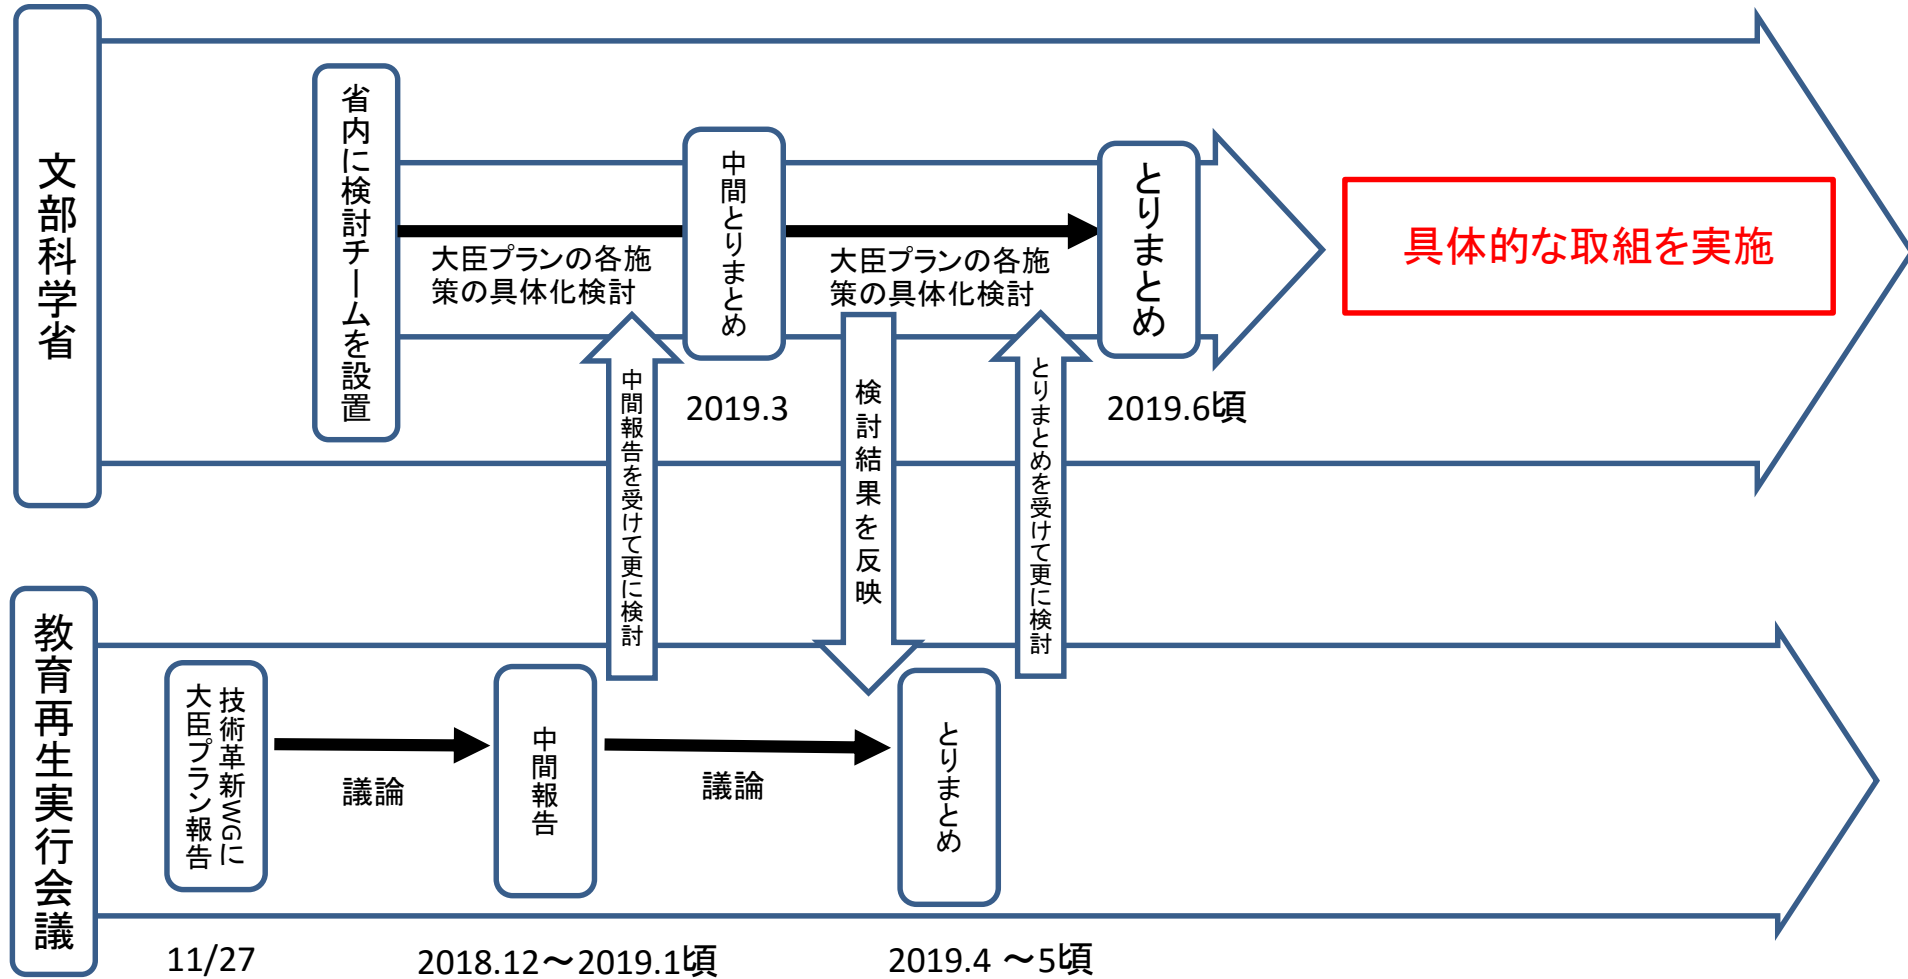 文部科学省
省内に検討チームを設置
大臣プランの各施
策の具体化検討
中間とりまとめ
2019.3
大臣プランの各施
策の具体化検討
とりまとめ
2019.6頃
具体的な取組を実施
中間報告を受けて更に検討
検討結果を反映
とりまとめを受けて更に検討
教育再生実行会議
技術革新WGに
大臣プラン報告
11/27
議論
中間報告
2018.12～2019.1頃
議論
とりまとめ
2019.4 ～5頃